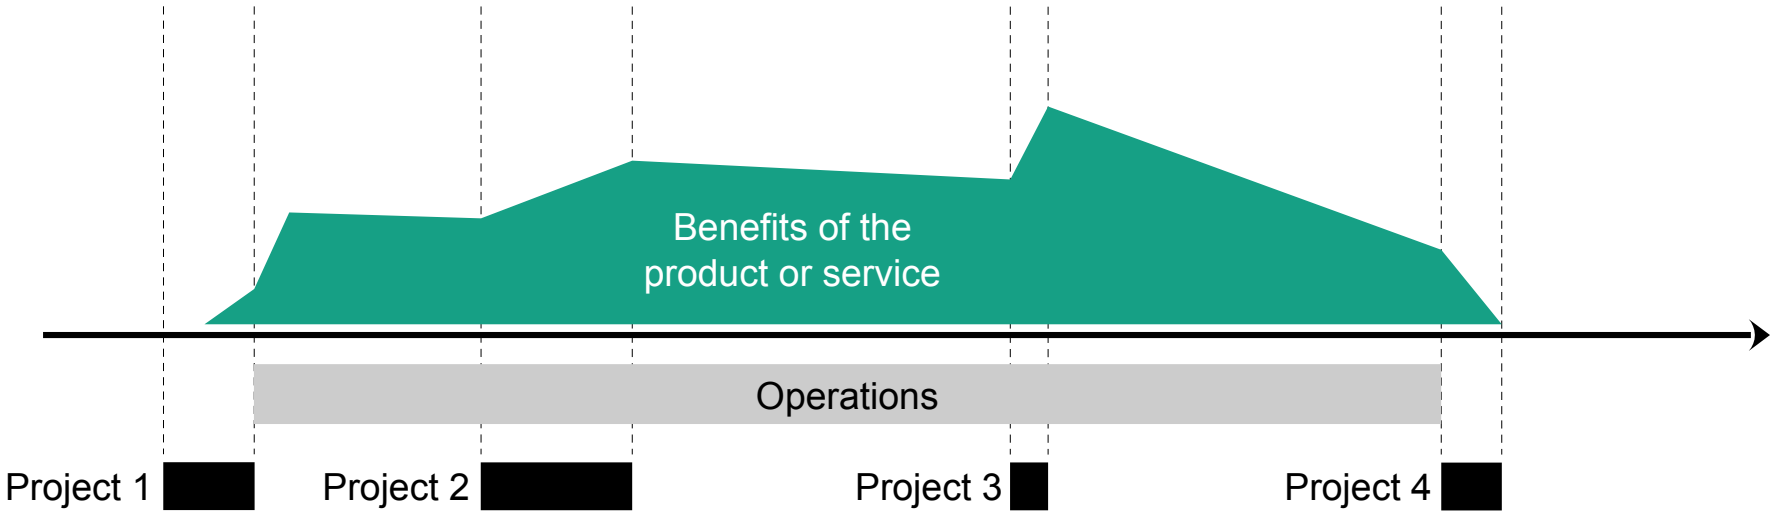 Benefits of the
product or service
Operations
Project 1
Project 2
Project 3
Project 4